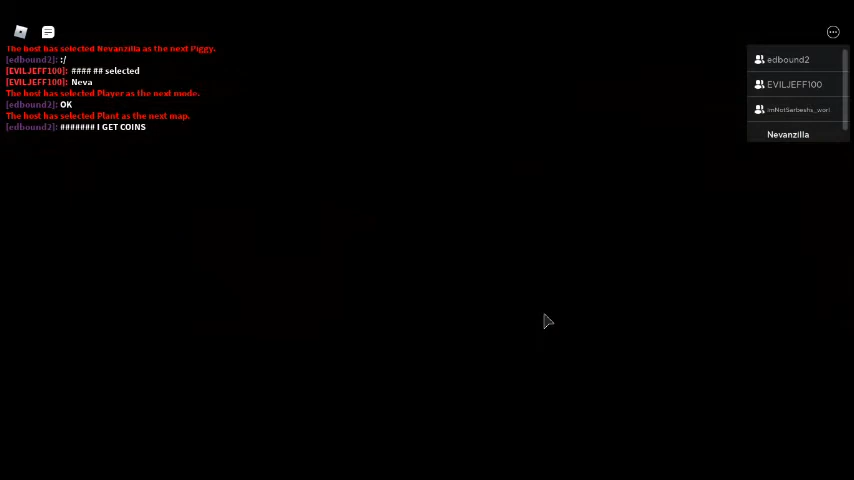 The host has selected Nevanzilla as the next Piggy.
[edbound2]: :/
[EVILJEFF100]: #### ## selected
[EVILJEFF100]: Neva
The host has selected Player as the next mode.
[edbound2]: OK
The host has selected Plant as the next map.
[edbound2]: ####### I GET COINS
edbound2
EVILJEFF100
Nevanzilla